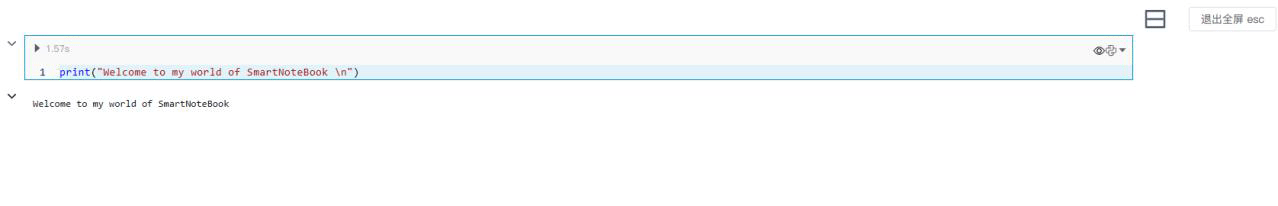 退出全屏 esc
1.57s
1 print("Welcome to my world of SmartNoteBook \n")
Welcome to my world of SmartNoteBook